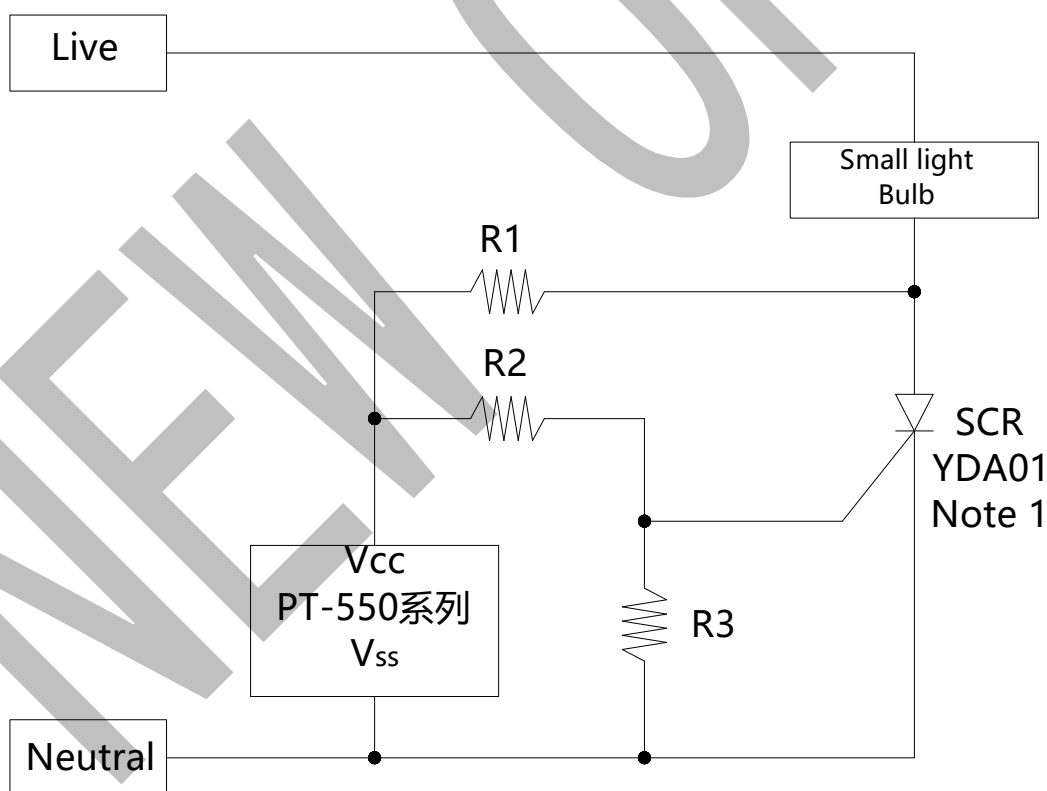 Live
Small light
Bulb
R1
R2
SCR
YDA01
Note 1
Vcc
PT-550系列
Vss
R3
Neutral
NEW